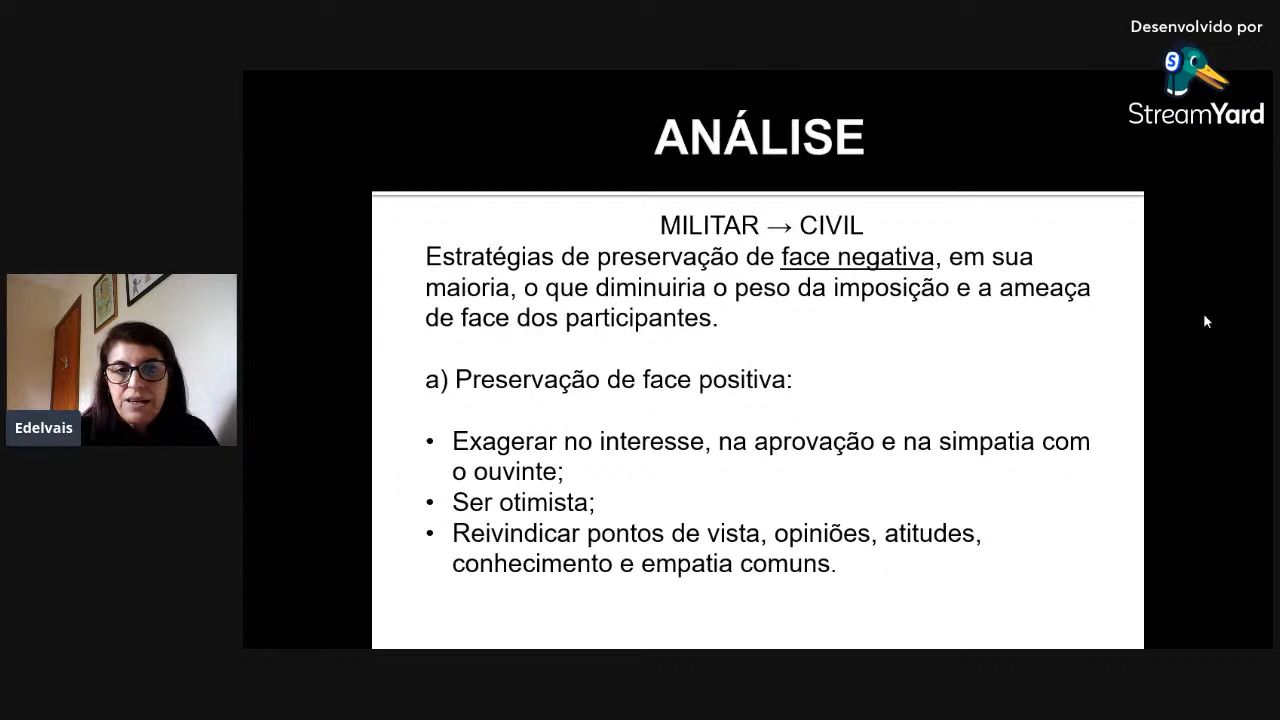 Desenvolvido por
StreamYard
ANÁLISE
MILITAR → CIVIL
Estratégias de preservação de face negativa, em sua
maioria, o que diminuiria o peso da imposição e a ameaça
de face dos participantes.
a) Preservação de face positiva:
• Exagerar no interesse, na aprovação e na simpatia com
o ouvinte;
• Ser otimista;
• Reivindicar pontos de vista, opiniões, atitudes,
conhecimento e empatia comuns.
Edelvais